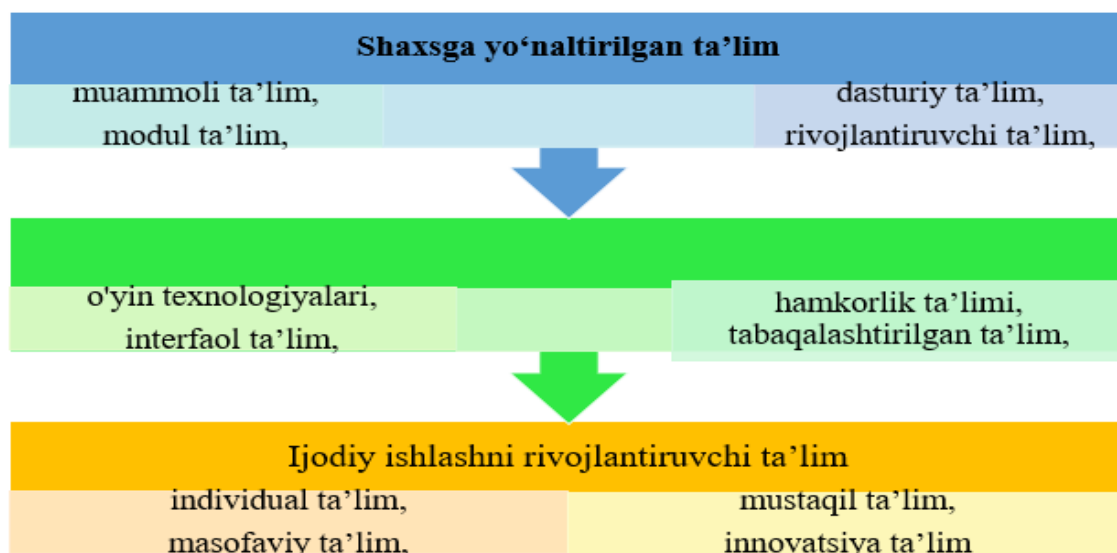 Shaxsga yo‘naltirilgan ta’lim
muammoli ta’lim,
modul ta’lim,
dasturiy ta’lim,
rivojlantiruvchi ta’lim,
o'yin texnologiyalari,
interfaol ta’lim,
hamkorlik ta’limi,
tabaqalashtirilgan ta’lim,
Ijodiy ishlashni rivojlantiruvchi ta’lim
individual ta’lim,
masofaviy ta’lim,
mustaqil ta’lim,
innovatsiya ta’lim